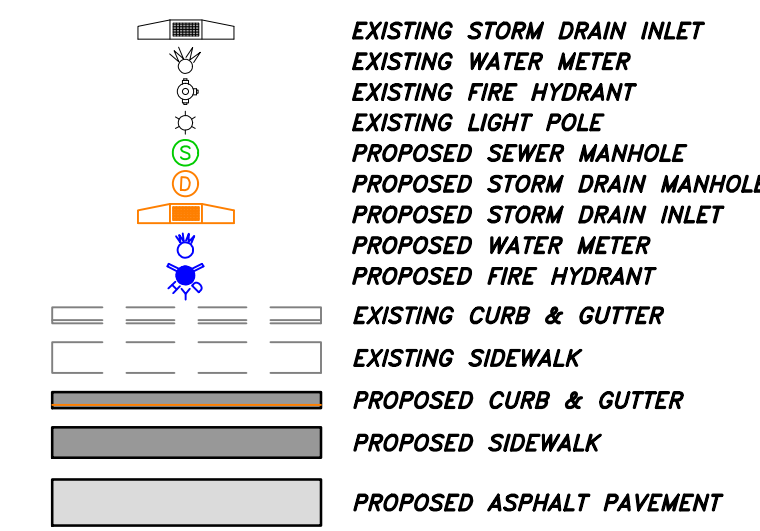 EXISTING STORM DRAIN INLET
EXISTING WATER METER
EXISTING FIRE HYDRANT
EXISTING LIGHT POLE
S PROPOSED SEWER MANHOLE
D PROPOSED STORM DRAIN MANHOLE
PROPOSED STORM DRAIN INLET
PROPOSED WATER METER
HYD PROPOSED FIRE HYDRANT
EXISTING CURB & GUTTER
EXISTING SIDEWALK
PROPOSED CURB & GUTTER
PROPOSED SIDEWALK
PROPOSED ASPHALT PAVEMENT